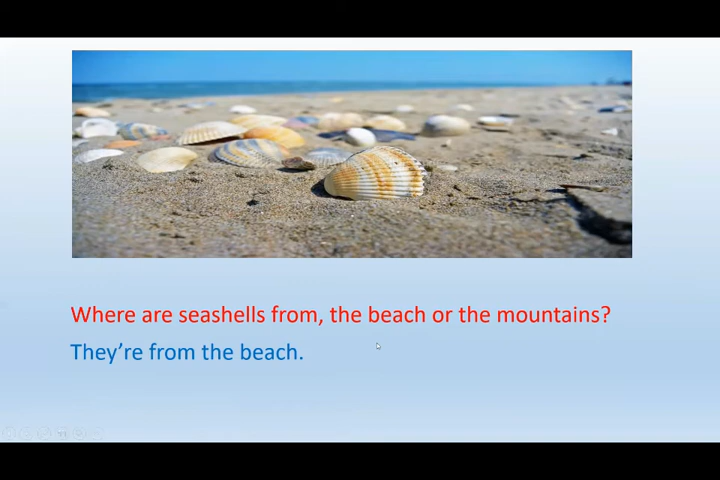 Where are seashells from, the beach or the mountains?
They’re from the beach.